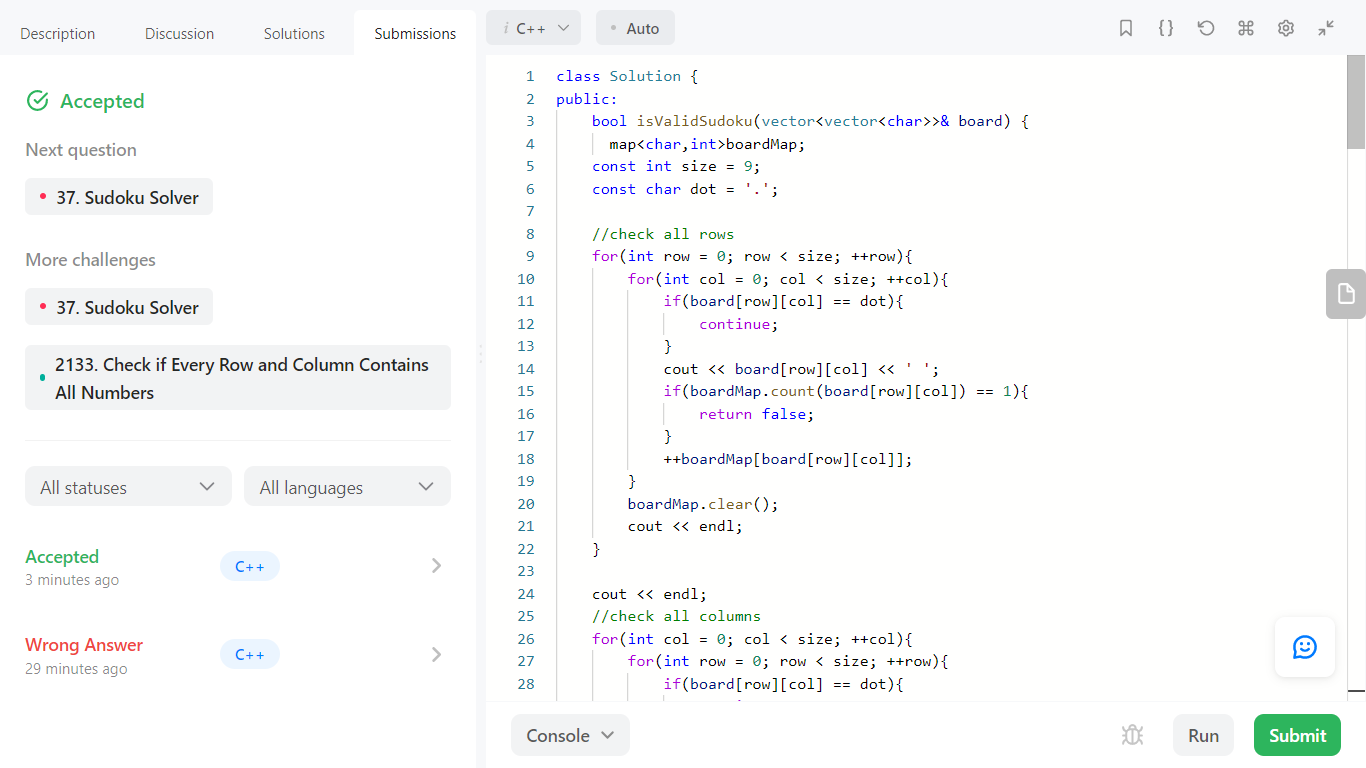 Description Discussion Solutions Submissions
i C++ • Auto {}
Accepted
Next question
• 37. Sudoku Solver
More challenges
• 37. Sudoku Solver
• 2133. Check if Every Row and Column Contains
All Numbers
All statuses All languages
Accepted C++
3 minutes ago
Wrong Answer C++
29 minutes ago
1 class Solution {
2 public:
3     bool isValidSudoku(vector<vector<char>>& board) {
4       map<char,int>boardMap;
5     const int size = 9;
6     const char dot = '.';
7
8     //check all rows
9     for(int row = 0; row < size; ++row){
10         for(int col = 0; col < size; ++col){
11             if(board[row][col] == dot){
12                 continue;
13             }
14             cout << board[row][col] << ' ';
15             if(boardMap.count(board[row][col]) == 1){
16                 return false;
17             }
18             ++boardMap[board[row][col]];
19         }
20         boardMap.clear();
21         cout << endl;
22     }
23
24     cout << endl;
25     //check all columns
26     for(int col = 0; col < size; ++col){
27         for(int row = 0; row < size; ++row){
28             if(board[row][col] == dot){
Console Run Submit